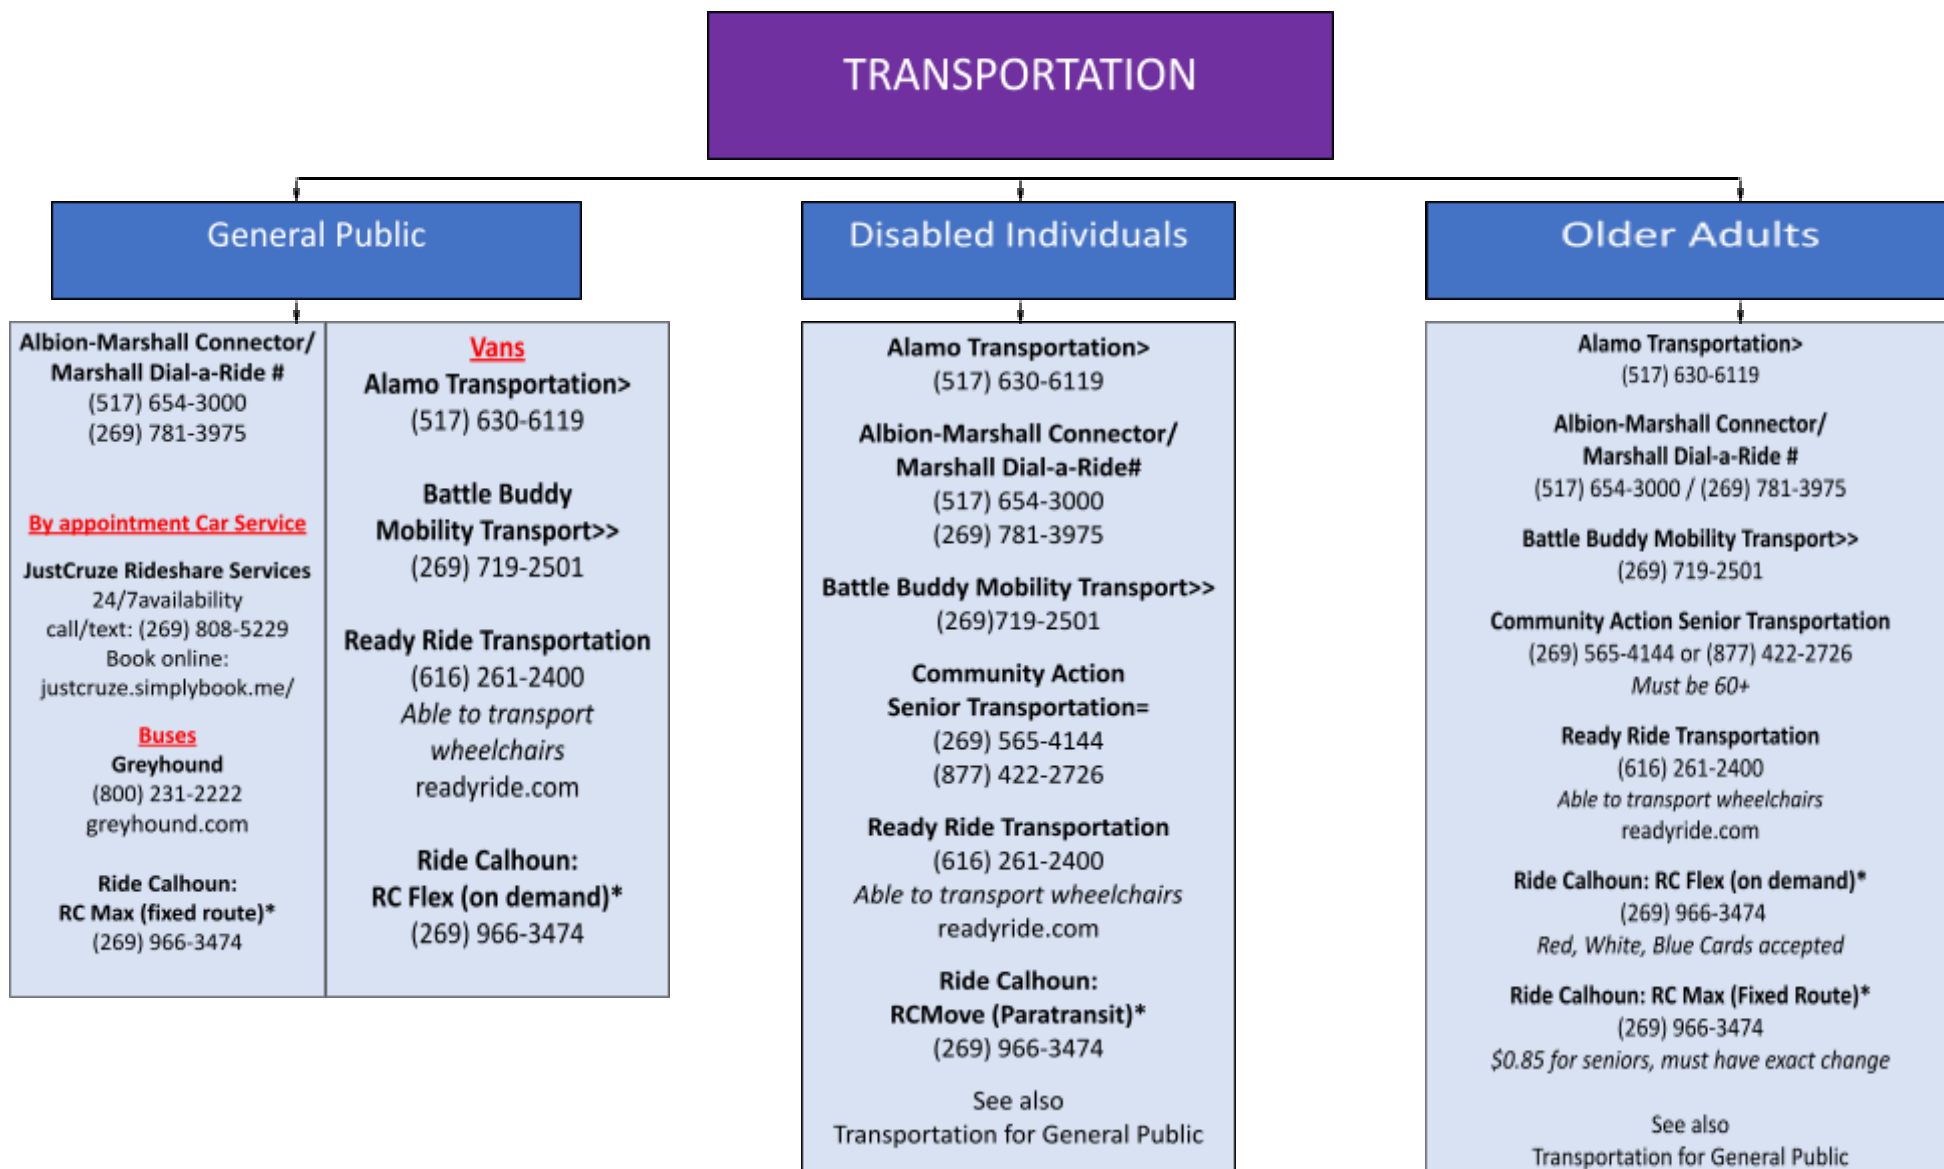 TRANSPORTATION
General Public
Albion-Marshall Connector/
Marshall Dial-a-Ride #
(517) 654-3000
(269) 781-3975
By appointment Car Service
JustCruze Rideshare Services
24/7availability
call/text: (269) 808-5229
Book online:
justcruze.simplybook.me/
Buses
Greyhound
(800) 231-2222
greyhound.com
Ride Calhoun:
RC Max (fixed route)*
(269) 966-3474
Vans
Alamo Transportation>
(517) 630-6119
Battle Buddy
Mobility Transport>>
(269) 719-2501
Ready Ride Transportation
(616) 261-2400
Able to transport
wheelchairs
readyride.com
Ride Calhoun:
RC Flex (on demand)*
(269) 966-3474
Disabled Individuals
Alamo Transportation>
(517) 630-6119
Albion-Marshall Connector/
Marshall Dial-a-Ride#
(517) 654-3000
(269) 781-3975
Battle Buddy Mobility Transport>>
(269)719-2501
Community Action
Senior Transportation=
(269) 565-4144
(877) 422-2726
Ready Ride Transportation
(616) 261-2400
Able to transport wheelchairs
readyride.com
Ride Calhoun:
RCMove (Paratransit)*
(269) 966-3474
See also
Transportation for General Public
Older Adults
Alamo Transportation>
(517) 630-6119
Albion-Marshall Connector/
Marshall Dial-a-Ride #
(517) 654-3000 / (269) 781-3975
Battle Buddy Mobility Transport>>
(269) 719-2501
Community Action Senior Transportation
(269) 565-4144 or (877) 422-2726
Must be 60+
Ready Ride Transportation
(616) 261-2400
Able to transport wheelchairs
readyride.com
Ride Calhoun: RC Flex (on demand)*
(269) 966-3474
Red, White, Blue Cards accepted
Ride Calhoun: RC Max (Fixed Route)*
(269) 966-3474
$0.85 for seniors, must have exact change
See also
Transportation for General Public